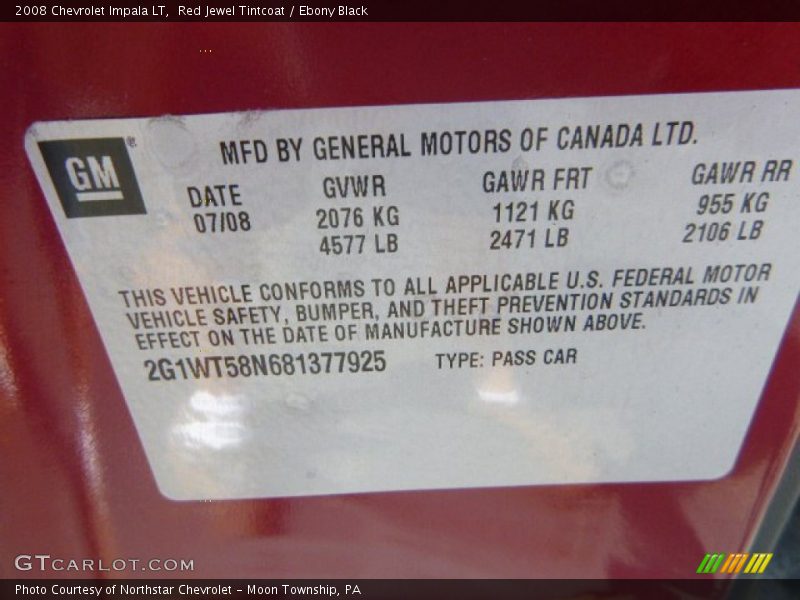 2008 Chevrolet Impala LT,  Red Jewel Tintcoat / Ebony Black
GM®
MFD BY GENERAL MOTORS OF CANADA LTD.
DATE GVWR GAWR FRT GAWR RR
07/08 2076 KG 1121 KG 955 KG
4577 LB 2471 LB 2106 LB
THIS VEHICLE CONFORMS TO ALL APPLICABLE U.S. FEDERAL MOTOR
VEHICLE SAFETY, BUMPER, AND THEFT PREVENTION STANDARDS IN
EFFECT ON THE DATE OF MANUFACTURE SHOWN ABOVE.
2G1WT58N681377925 TYPE: PASS CAR
GTCARLOT.COM
Photo Courtesy of Northstar Chevrolet - Moon Township, PA